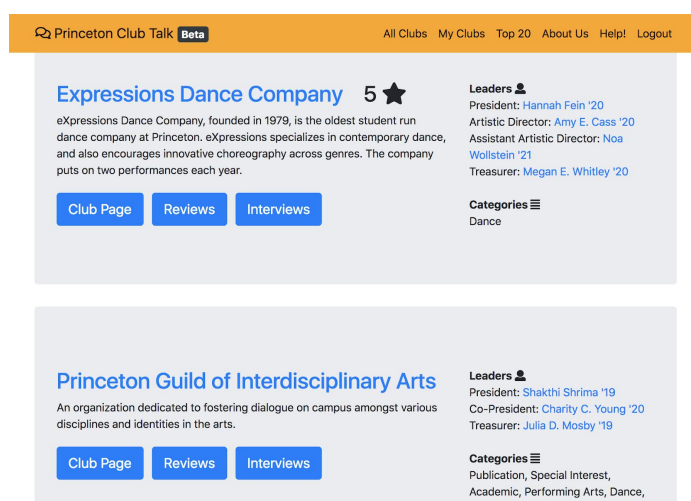 Princeton Club Talk Beta
All Clubs My Clubs Top 20 About Us Help! Logout
Expressions Dance Company 5
eXpressions Dance Company, founded in 1979, is the oldest student run
dance company at Princeton. eXpressions specializes in contemporary dance,
and also encourages innovative choreography across genres. The company
puts on two performances each year.
Club Page Reviews Interviews
Leaders
President: Hannah Fein '20
Artistic Director: Amy E. Cass '20
Assistant Artistic Director: Noa
Wollstein '21
Treasurer: Megan E. Whitley '20
Categories
Dance
Princeton Guild of Interdisciplinary Arts
An organization dedicated to fostering dialogue on campus amongst various
disciplines and identities in the arts.
Club Page Reviews Interviews
Leaders
President: Shakthi Shrima '19
Co-President: Charity C. Young '20
Treasurer: Julia D. Mosby '19
Categories
Publication, Special Interest,
Academic, Performing Arts, Dance,